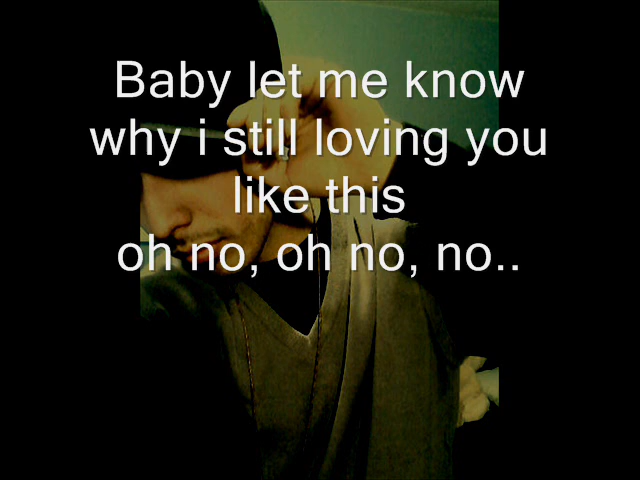 Baby let me know
why i still loving you
like this
oh no, oh no, no..